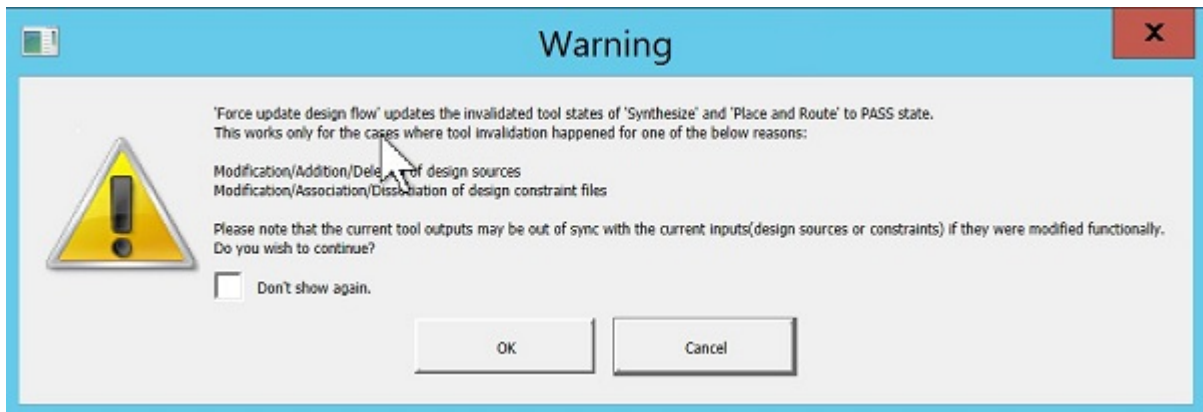 Warning
x
'Force update design flow' updates the invalidated tool states of 'Synthesize' and 'Place and Route' to PASS state.
This works only for the cases where tool invalidation happened for one of the below reasons:
Modification/Addition/Dele of design sources
Modification/Association/Dissociation of design constraint files
Please note that the current tool outputs may be out of sync with the current inputs(design sources or constraints) if they were modified functionally.
Do you wish to continue?
Don't show again.
OK
Cancel